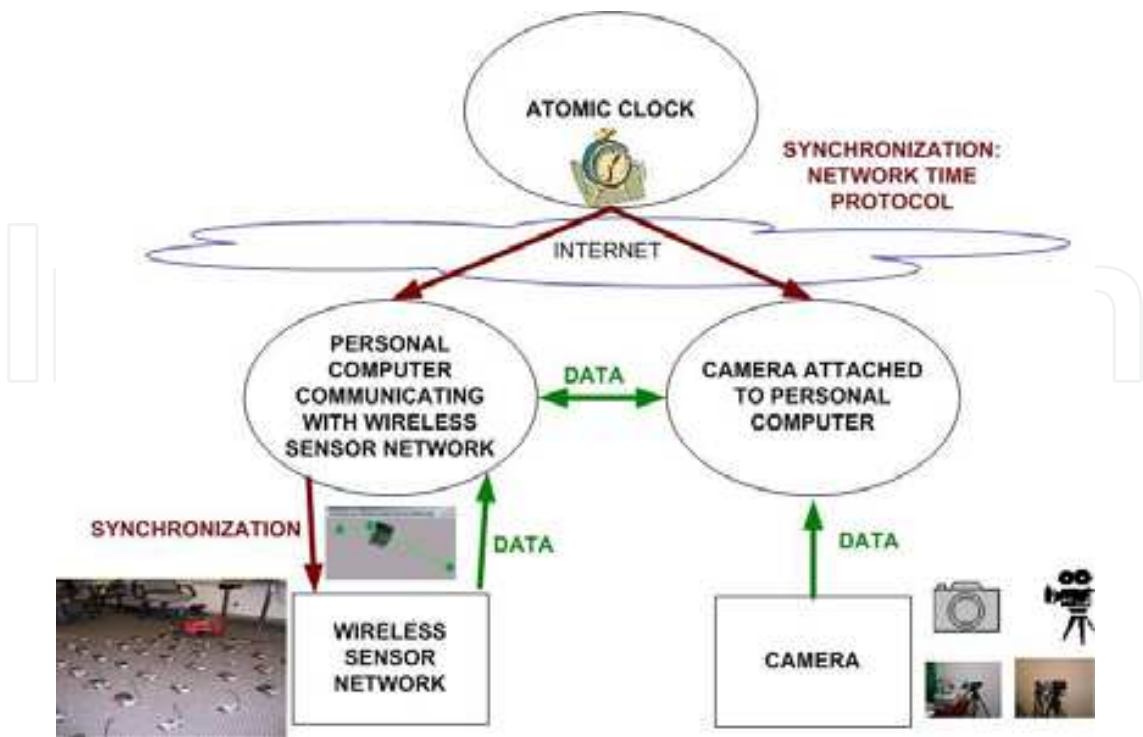 ATOMIC CLOCK
SYNCHRONIZATION:
NETWORK TIME
PROTOCOL
INTERNET
PERSONAL
COMPUTER
COMMUNICATING
WITH WIRELESS
SENSOR NETWORK
DATA
CAMERA ATTACHED
TO PERSONAL
COMPUTER
SYNCHRONIZATION
DATA
DATA
WIRELESS
SENSOR
NETWORK
CAMERA